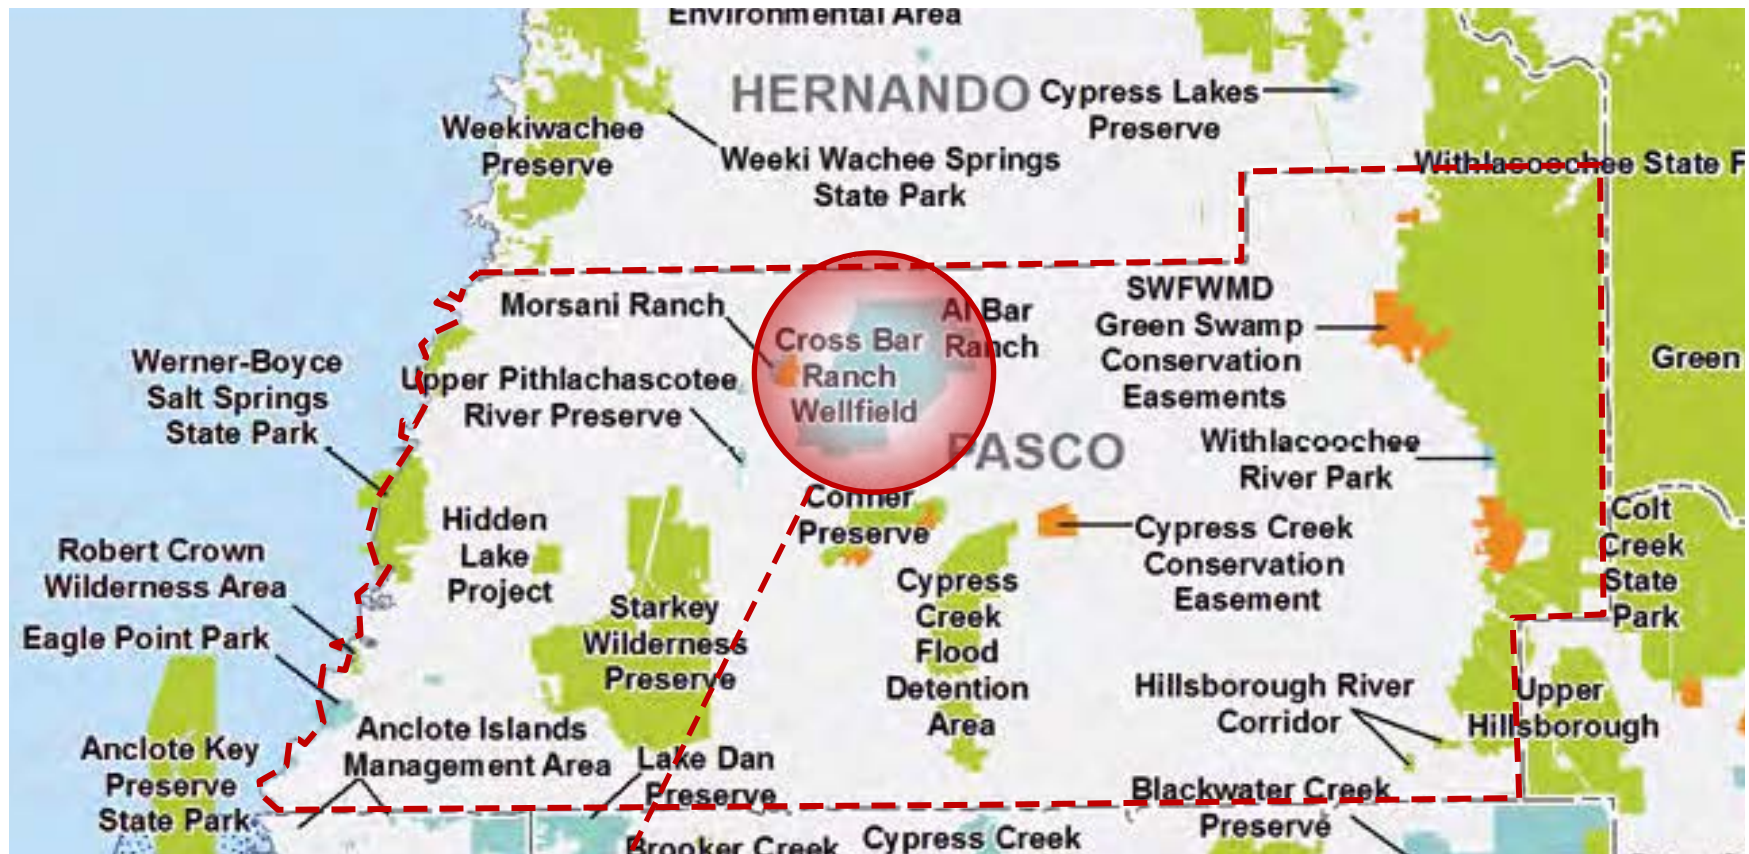 Environmental Area
HERNANDO
Cypress Lakes
Preserve
Weekiwachee
Preserve
Weeki Wachee Springs
State Park
Withlacoochee State F
Morsani Ranch
Cross Bar
Ranch
Wellfield
Al Bar
Ranch
SWFWMD
Green Swamp
Conservation
Easements
Green
Werner-Boyce
Salt Springs
State Park
Upper Pithlachascotee
River Preserve
PASCO
Withlacoochee
River Park
Conner
Preserve
Hidden
Lake
Project
Cypress Creek
Conservation
Easement
Colt
Creek
State
Park
Robert Crown
Wilderness Area
Eagle Point Park
Starkey
Wilderness
Preserve
Cypress
Creek
Flood
Detention
Area
Hillsborough River
Corridor
Upper
Hillsborough
Anclote Key
Preserve
State Park
Anclote Islands
Management Area
Lake Dan
Preserve
Blackwater Creek
Preserve
Brooker Creek
Cypress Creek